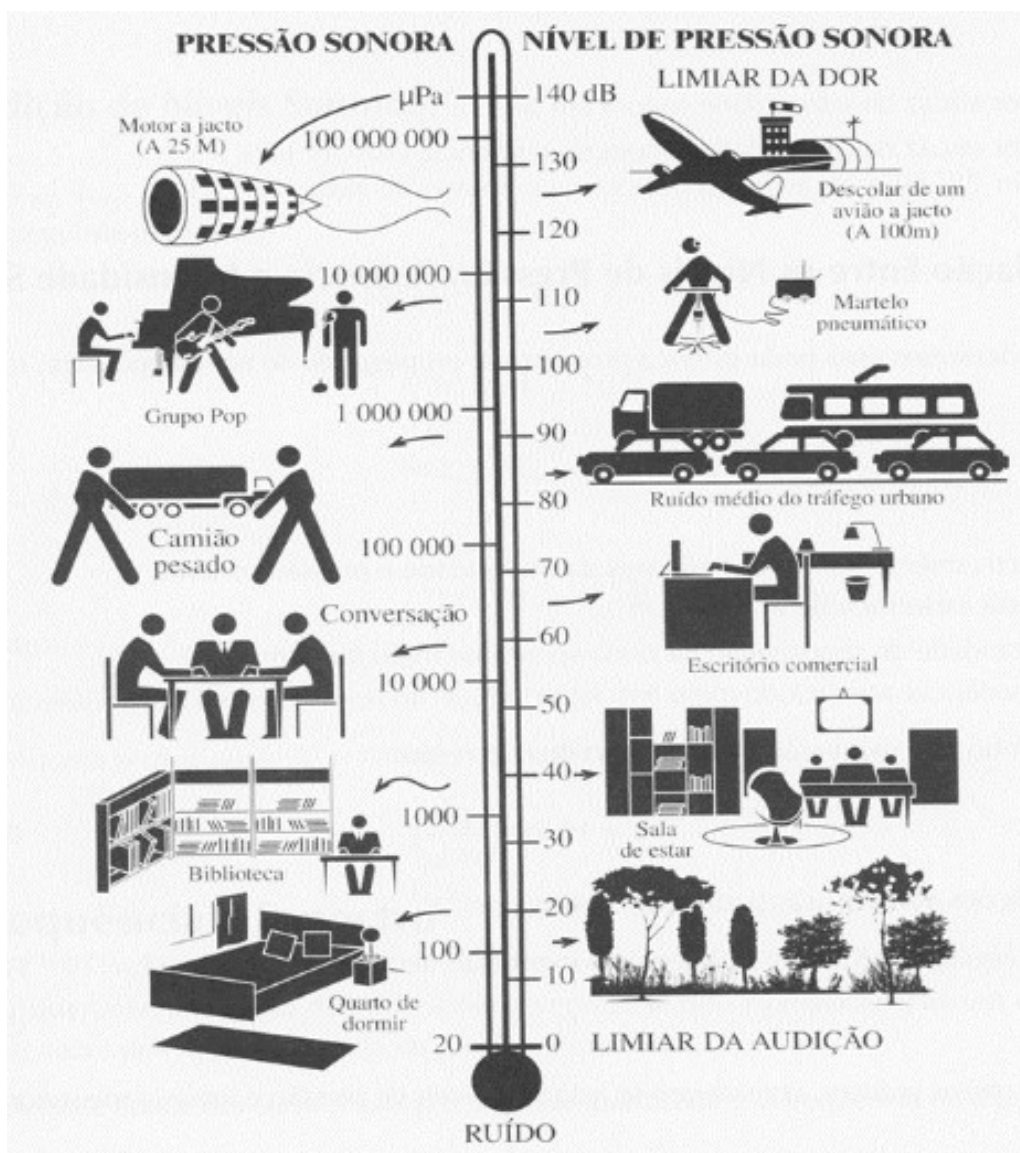 PRESSÃO SONORA
NÍVEL DE PRESSÃO SONORA
LIMIAR DA DOR
µPa
140 dB
Motor a jacto
(A 25 M)
100 000 000
130
Descolar de um
avião a jacto
(A 100m)
120
10 000 000
110
Martelo
pneumático
100
Grupo Pop
1 000 000
90
Ruído médio do tráfego urbano
80
Camião
pesado
100 000
70
Conversação
60
Escritório comercial
10 000
50
40
1000
Sala
de estar
30
Biblioteca
20
100
10
Quarto de
dormir
20
0
LIMIAR DA AUDIÇÃO
RUÍDO